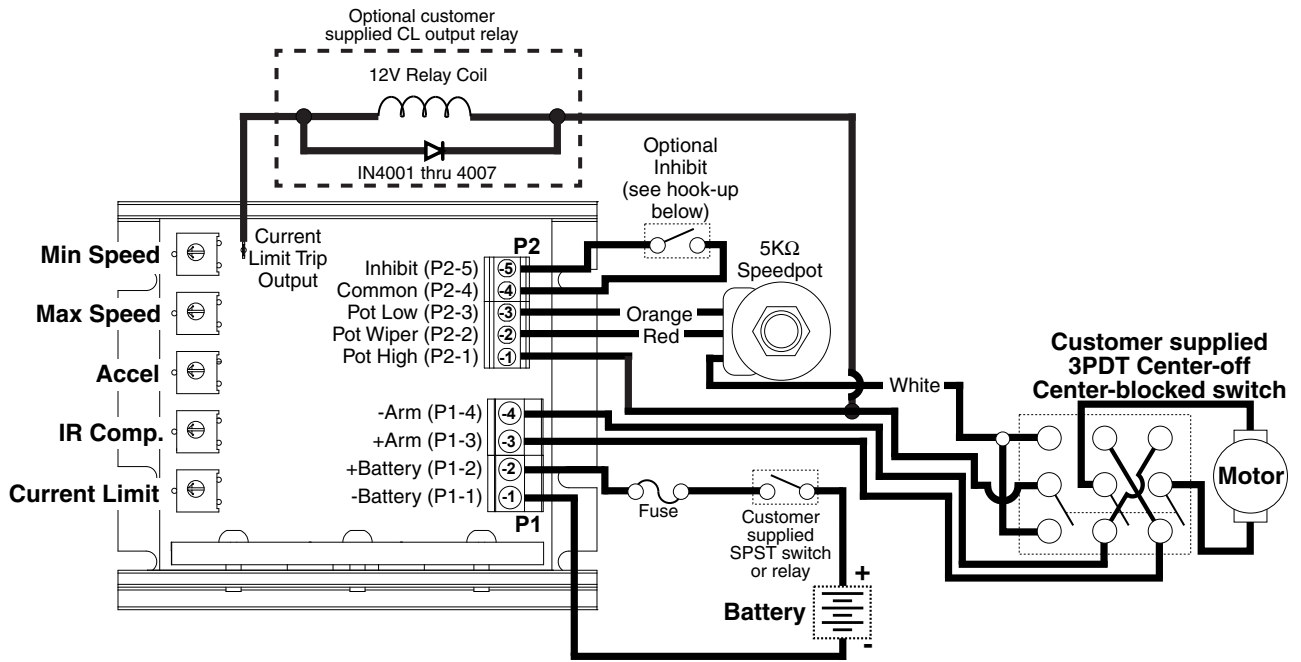 Optional customer
supplied CL output relay
12V Relay Coil
IN4001 thru 4007
Optional
Inhibit
(see hook-up
below)
Min Speed
Max Speed
Accel
IR Comp.
Current Limit
Current
Limit Trip
Output
P2
Inhibit (P2-5)
Common (P2-4)
Pot Low (P2-3)
Pot Wiper (P2-2)
Pot High (P2-1)
-5
-4
-3
-2
-1
5KΩ
Speedpot
Orange
Red
White
-Arm (P1-4)
+Arm (P1-3)
+Battery (P1-2)
-Battery (P1-1)
-4
-3
-2
-1
P1
Fuse
Customer
supplied
SPST switch
or relay
Battery
+
-
Customer supplied
3PDT Center-off
Center-blocked switch
Motor